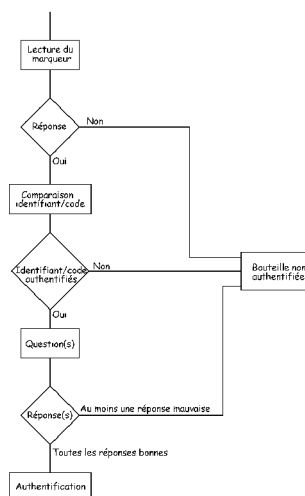 Lecture du
marqueur
Réponse
Non
Oui
Comparaison
identifiant/code
Identifiant/code
authentifiés
Non
Bouteille non
authentifiée
Oui
Question(s)
Réponse(s)
Au moins une réponse mauvaise
Toutes les réponses bonnes
Authentification